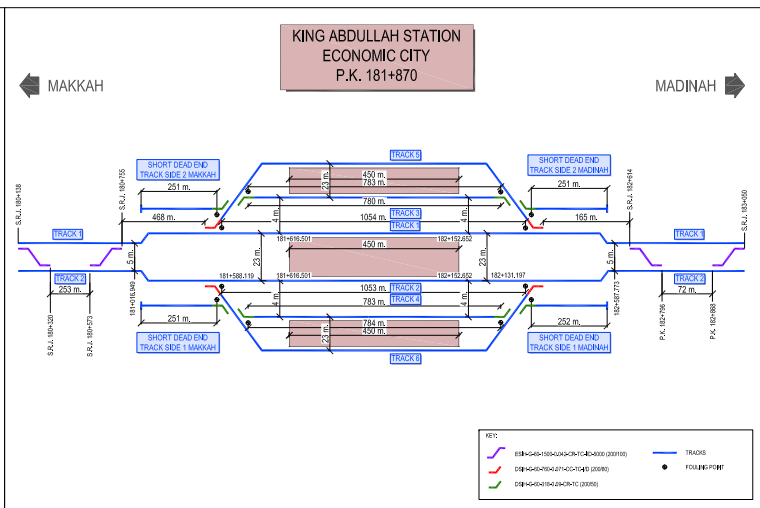 KING ABDULLAH STATION
ECONOMIC CITY
P.K. 181+870
MAKKAH
MADINAH
TRACK 5
SHORT DEAD END
TRACK SIDE 2 MAKKAH
SHORT DEAD END
TRACK SIDE 2 MADINAH
450 m.
783 m.
23 m.
251 m.
251 m.
780 m.
S.R.J. 180+138
S.R.J. 180+755
S.R.J. 182+614
S.R.J. 183+050
468 m.
4 m.
TRACK 3
1054 m.
TRACK 1
4 m.
165 m.
TRACK 1
TRACK 1
181+616.501
450 m.
182+152.652
5 m.
23 m.
23 m.
5 m.
TRACK 2
181+588.119
181+616.501
182+152.652
182+131.197
TRACK 2
253 m.
1053 m.
TRACK 2
TRACK 4
72 m.
181+016.949
783 m.
4 m.
4 m.
182+587.773
S.R.J. 180+320
S.R.J. 180+573
251 m.
784 m.
450 m.
23 m.
252 m.
P.K. 182+796
P.K. 182+868
SHORT DEAD END
TRACK SIDE 1 MAKKAH
TRACK 6
SHORT DEAD END
TRACK SIDE 1 MADINAH
KEY:
TRACKS
FOULING POINT